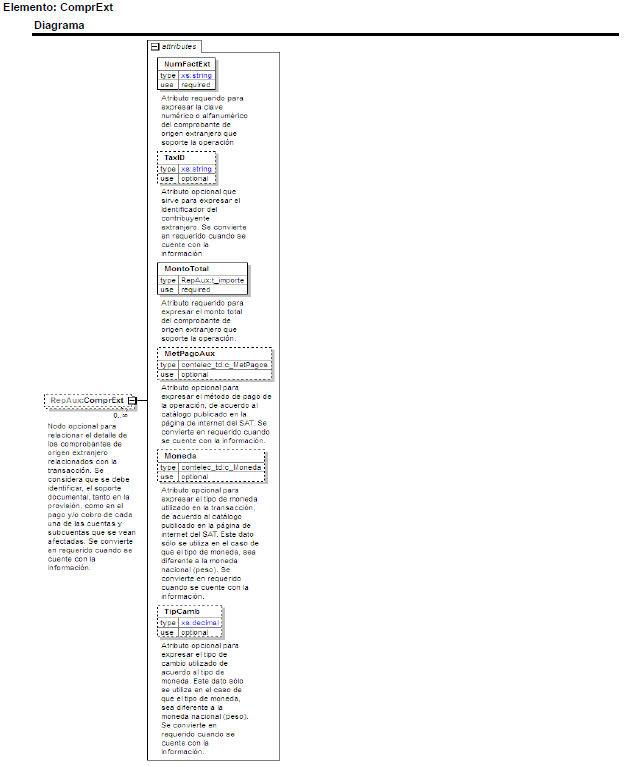 Elemento: ComprExt
Diagrama
attributes
NumFactExt
type xs:string
use required
Atributo requerido para
expresar la clave
numérico o alfanumérico
del comprobante de
origen extranjero que
soporte la operación
TaxID
type xs:string
use optional
Atributo opcional que
sirve para expresar el
Identificador del
contribuyente
extranjero. Se convierte
en requerido cuando se
cuente con la
información
MontoTotal
type RepAux:t_importe
use required
Atributo requerido para
expresar el monto total
del comprobante de
origen extranjero que
soporte la operación.
MetPagoAux
type contelec_td:c_MetPagos
use optional
Atributo opcional para
expresar el método de pago de
la operación, de acuerdo al
catálogo publicado en la
página de internet del SAT. Se
convierte en requerido cuando
se cuente con la información.
RepAux:ComprExt
0..∞
Nodo opcional para
relacionar el detalle de
los comprobantes de
origen extranjero
relacionados con la
transacción. Se
considera que se debe
identificar, el soporte
documental, tanto en la
provisión, como en el
pago y/o cobro de cada
una de las cuentas y
subcuentas que se vean
afectadas. Se convierte
en requerido cuando se
cuente con la
información.
Moneda
type contelec_td:c_Moneda
use optional
Atributo opcional para
expresar el tipo de moneda
utilizado en la transacción,
de acuerdo al catálogo
publicado en la página de
internet del SAT. Este dato
sólo se utiliza en el caso de
que el tipo de moneda, sea
diferente a la moneda
nacional (peso). Se
convierte en requerido
cuando se cuente con la
información.
TipCamb
type xs:decimal
use optional
Atributo opcional para
expresar el tipo de
cambio utilizado de
acuerdo al tipo de
moneda. Este dato sólo
se utiliza en el caso de
que el tipo de moneda,
sea diferente a la
moneda nacional (peso).
Se convierte en
requerido cuando se
cuente con la
información.